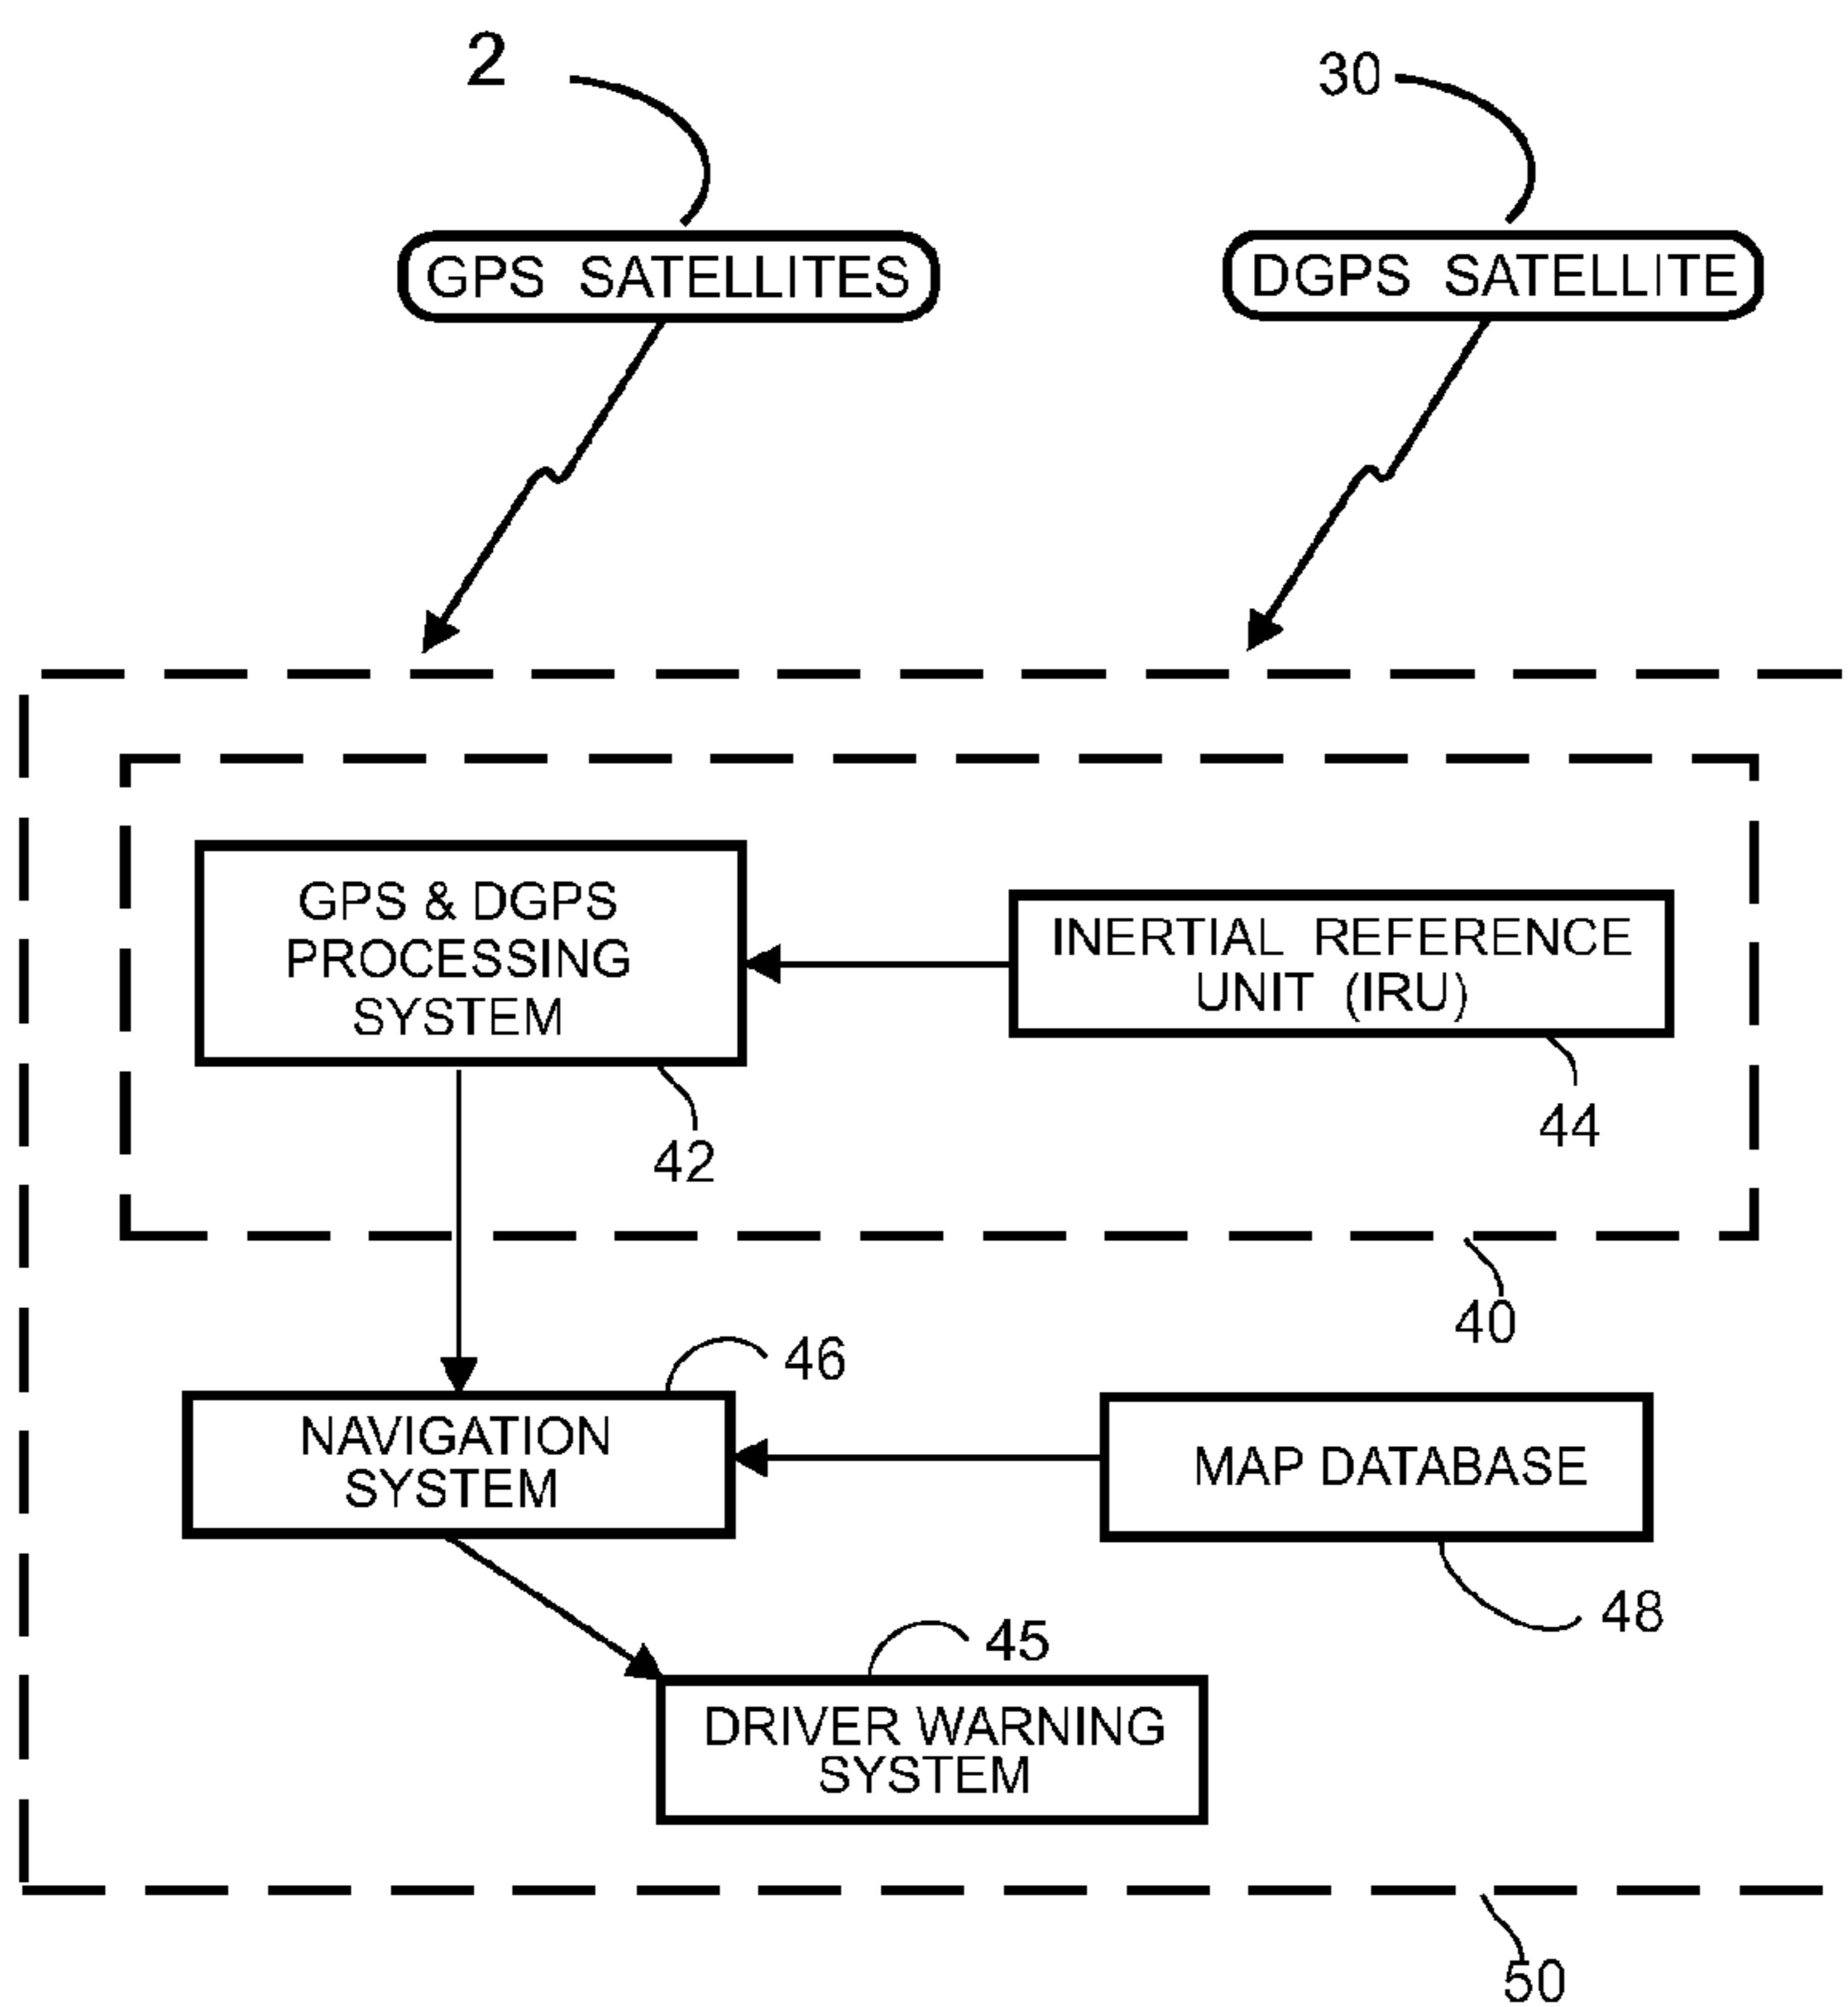 2
30
GPS SATELLITES
DGPS SATELLITE
GPS & DGPS
PROCESSING
SYSTEM
INERTIAL REFERENCE
UNIT (IRU)
42
44
40
46
NAVIGATION
SYSTEM
MAP DATABASE
48
45
DRIVER WARNING
SYSTEM
50